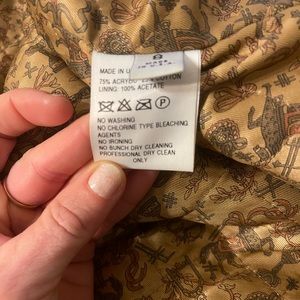 8
MADE IN U
75% ACRYLIC 25% COTTON
LINING: 100% ACETATE
P
NO WASHING
NO CHLORINE TYPE BLEACHING
AGENTS
NO IRONING
NO BUNCH DRY CLEANING
PROFESSIONAL DRY CLEAN
ONLY